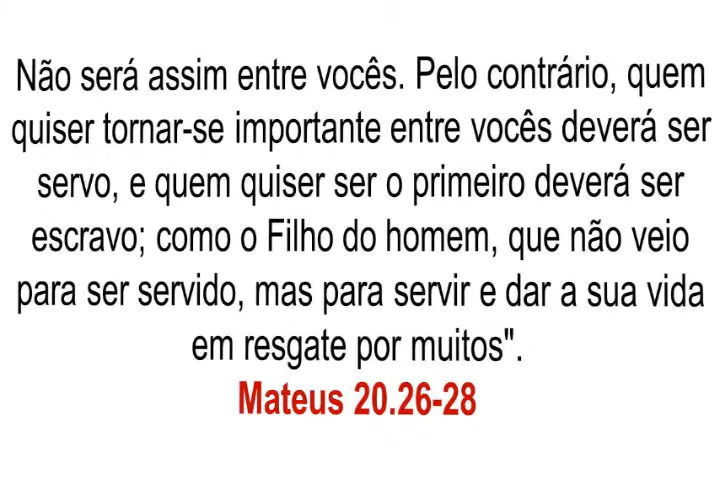 Não será assim entre vocês. Pelo contrário, quem
quiser tornar-se importante entre vocês deverá ser
servo, e quem quiser ser o primeiro deverá ser
escravo; como o Filho do homem, que não veio
para ser servido, mas para servir e dar a sua vida
em resgate por muitos".
Mateus 20.26-28